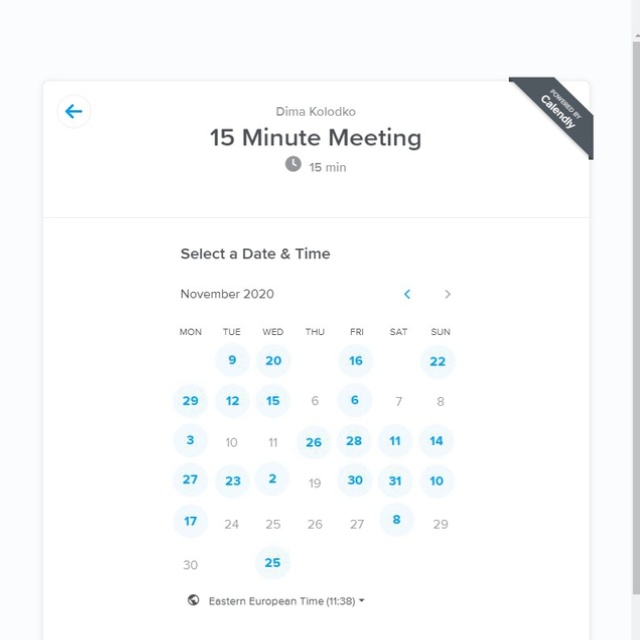 POWERED BY
Calendly
Dima Kolodko
15 Minute Meeting
15 min
Select a Date & Time
November 2020
MON TUE WED THU FRI SAT SUN
9 20 16 22
29 12 15 6 6 7 8
3 10 11 26 28 11 14
27 23 2 19 30 31 10
17 24 25 26 27 8 29
30 25
Eastern European Time (11:38)